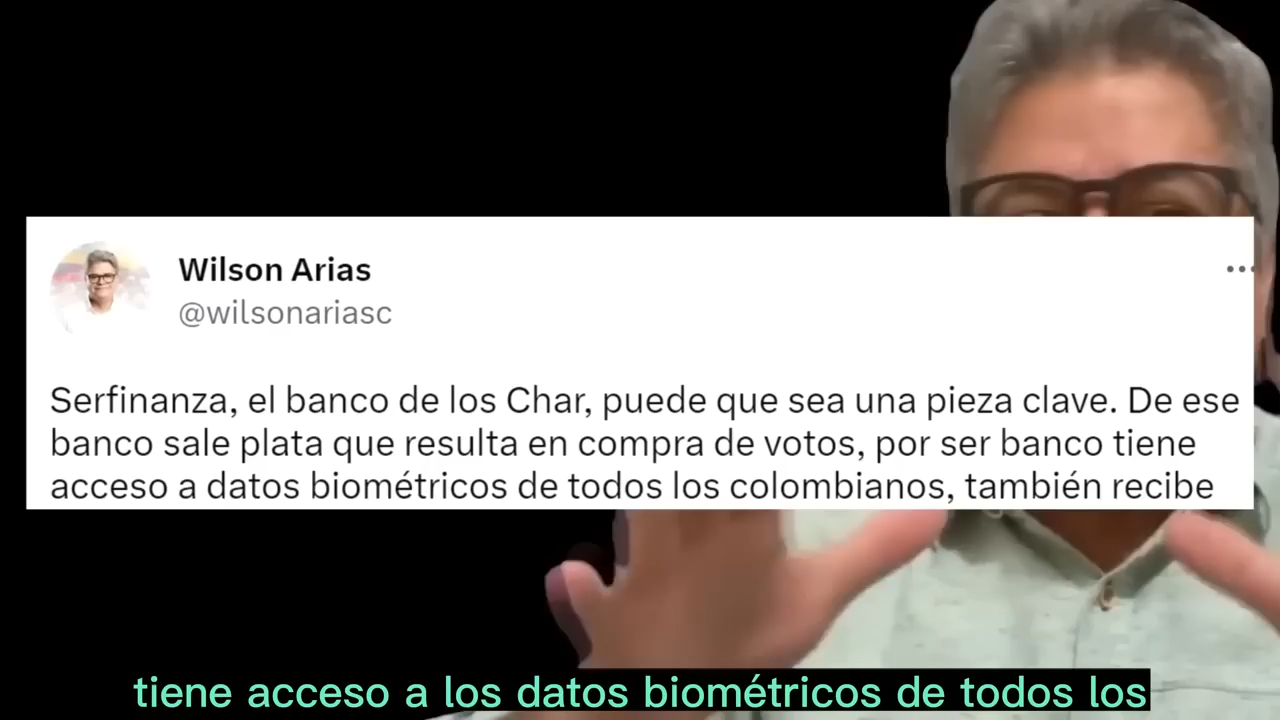 Wilson Arias
@wilsonariasc
Serfinanza, el banco de los Char, puede que sea una pieza clave. De ese
banco sale plata que resulta en compra de votos, por ser banco tiene
acceso a datos biométricos de todos los colombianos, también recibe
tiene acceso a los datos biométricos de todos los